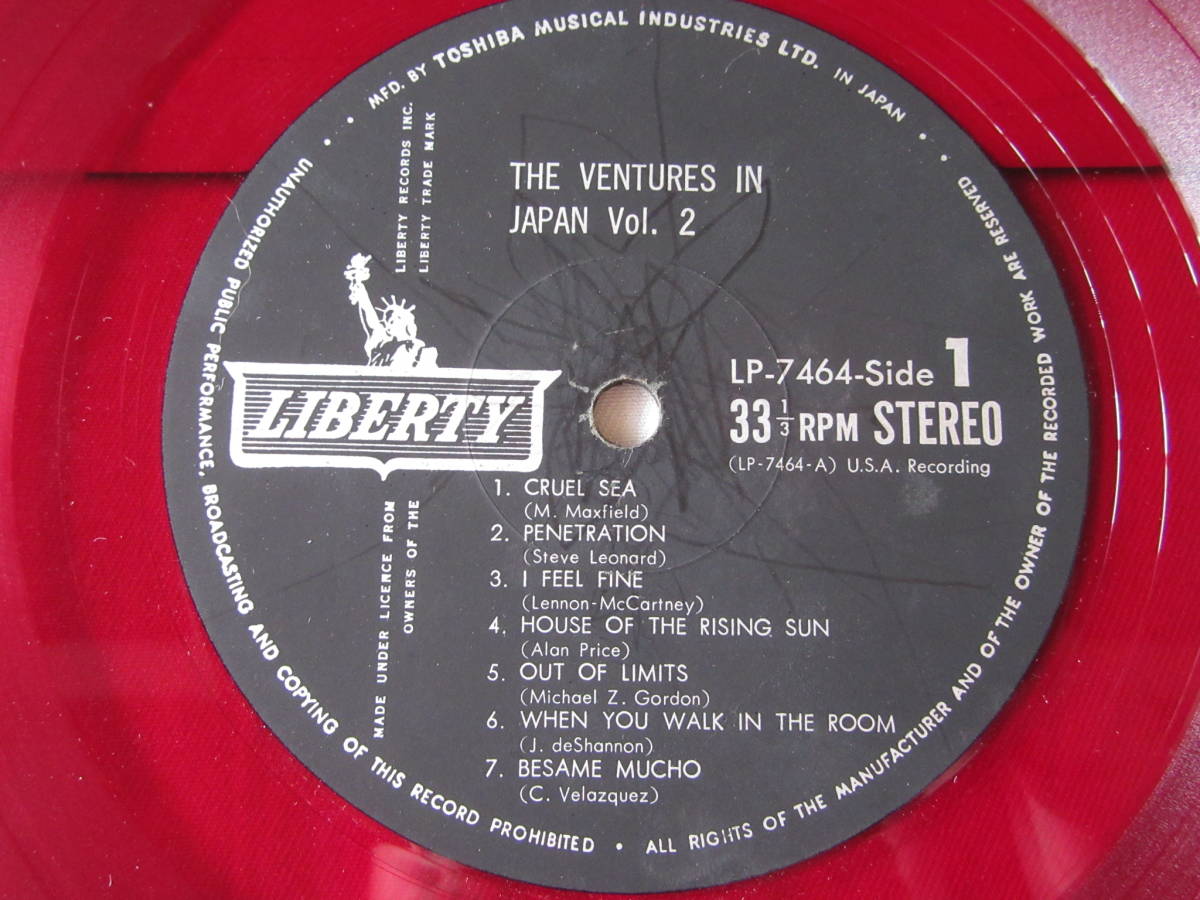 MFD. BY TOSHIBA MUSICAL INDUSTRIES LTD. IN JAPAN
LIBERTY RECORDS INC.
LIBERTY TRADE MARK
THE VENTURES IN
JAPAN Vol. 2
LIBERTY
LP-7464-Side 1
33 1/3 RPM STEREO
(LP-7464-A) U.S.A. Recording
MADE UNDER LICENCE FROM
OWNERS OF THE
1. CRUEL SEA
(M. Maxfield)
2. PENETRATION
(Steve Leonard)
3. I FEEL FINE
(Lennon-McCartney)
4. HOUSE OF THE RISING SUN
(Alan Price)
5. OUT OF LIMITS
(Michael Z. Gordon)
6. WHEN YOU WALK IN THE ROOM
(J. deShannon)
7. BESAME MUCHO
(C. Velazquez)
UNAUTHORIZED PUBLIC PERFORMANCE, BROADCASTING AND COPYING OF THIS RECORD PROHIBITED • ALL RIGHTS OF THE MANUFACTURER AND OF THE OWNER OF THE RECORDED WORK ARE RESERVED